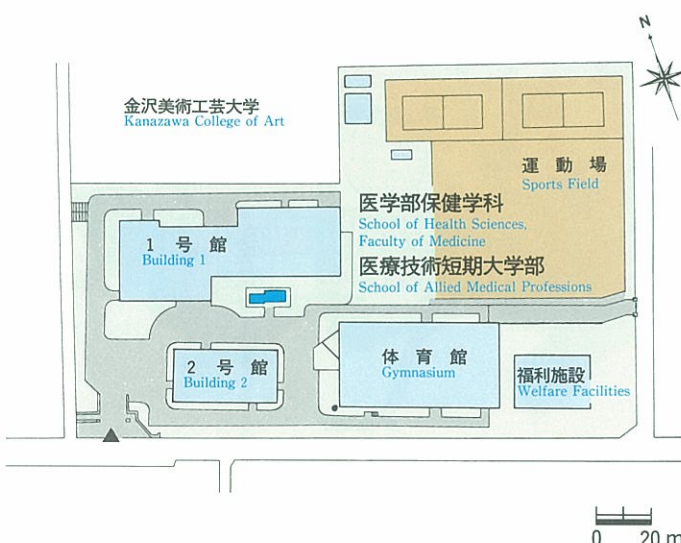 N
金沢美術工芸大学
Kanazawa College of Art
運動場
Sports Field
医学部保健学科
School of Health Sciences,
Faculty of Medicine
医療技術短期大学部
School of Allied Medical Professions
1号館
Building 1
2号館
Building 2
体育館
Gymnasium
福利施設
Welfare Facilities
0 20 m